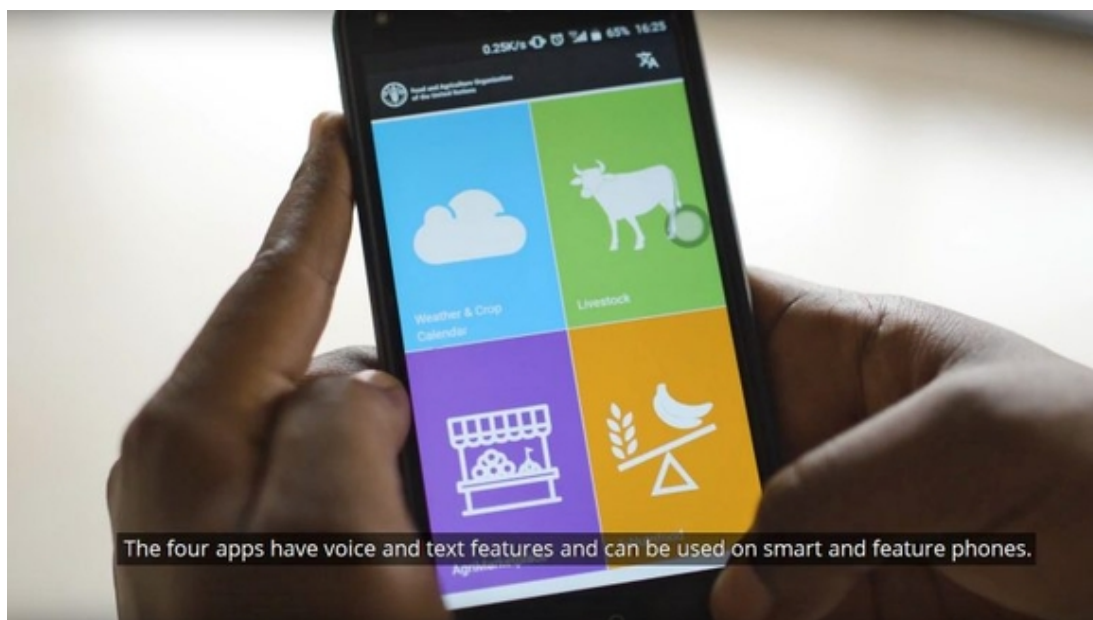 0.25K/s 65% 16:25
Food and Agriculture Organization
of the United Nations
Weather & Crop
Calendar
Livestock
The four apps have voice and text features and can be used on smart and feature phones.